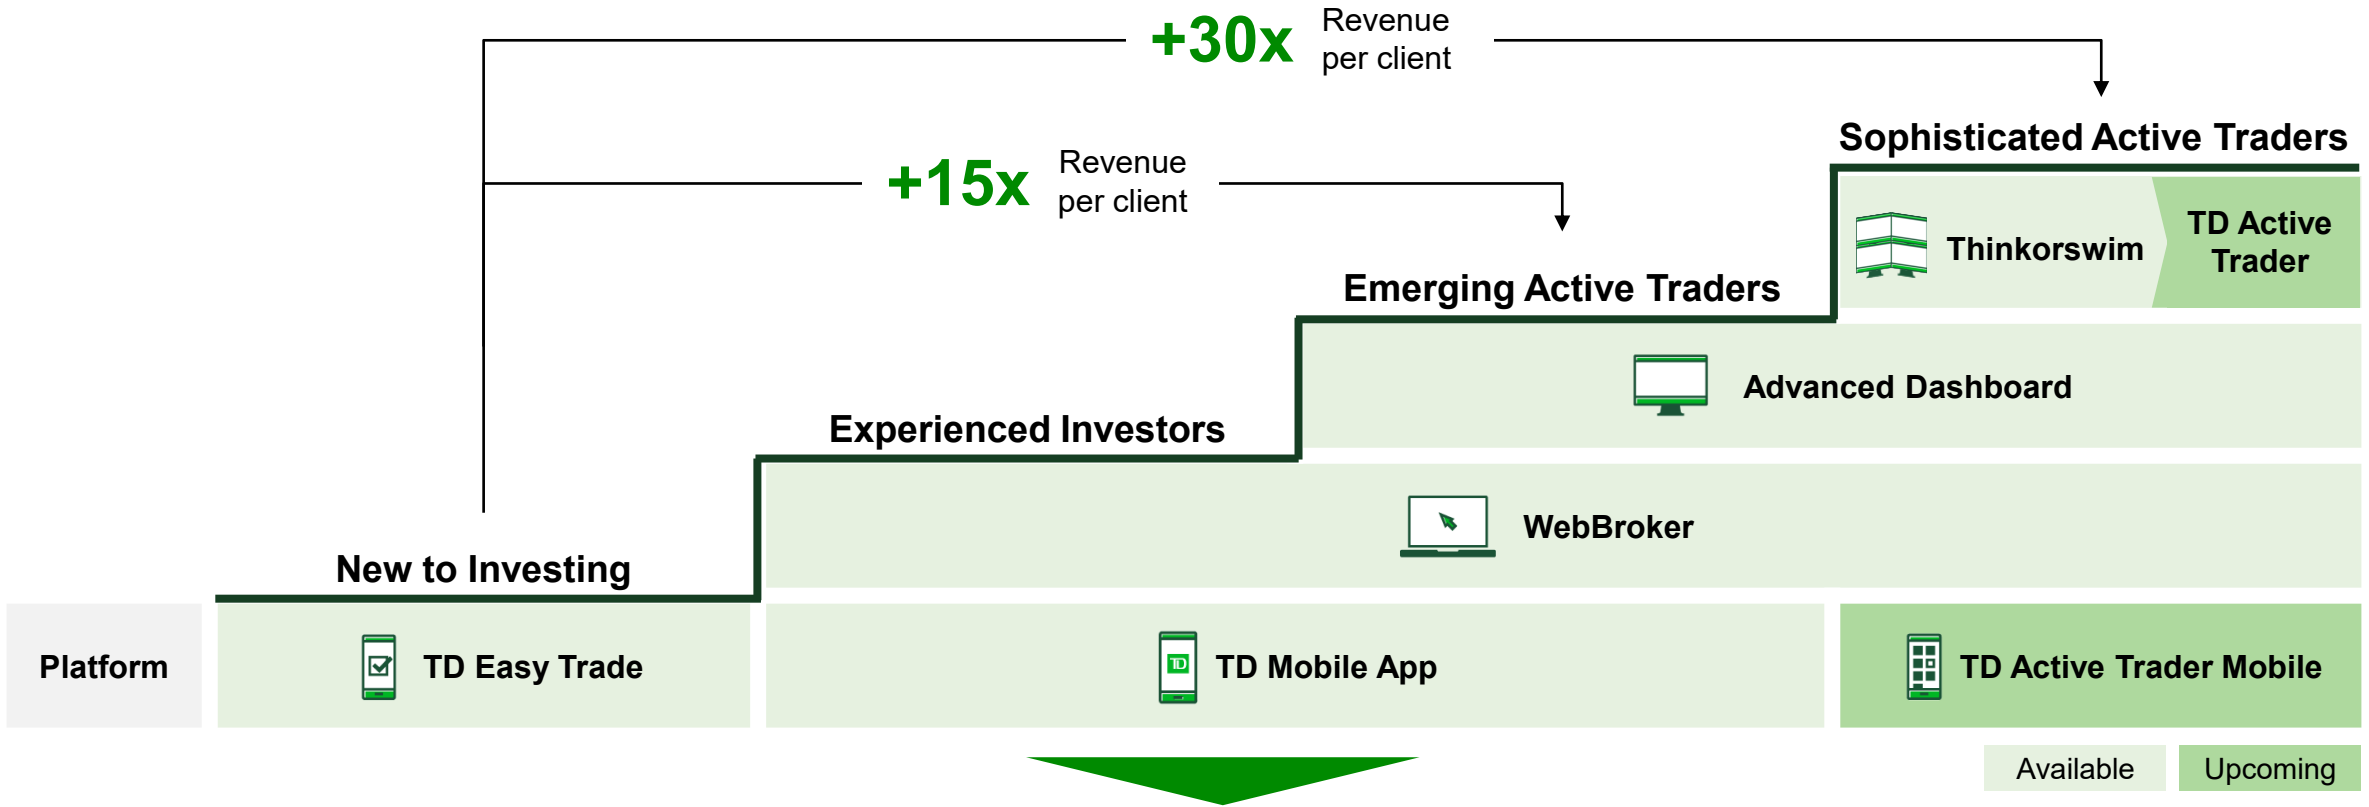 +30x
Revenue
per client
+15x
Revenue
per client
Sophisticated Active Traders
Thinkorswim
TD Active
Trader
Emerging Active Traders
Advanced Dashboard
Experienced Investors
WebBroker
New to Investing
Platform
TD Easy Trade
TD
TD Mobile App
TD Active Trader Mobile
Available
Upcoming